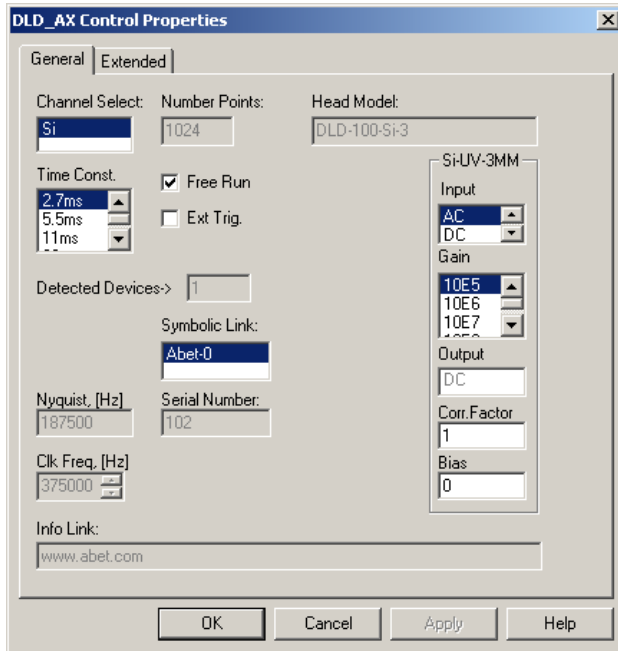 DLD_AX Control Properties
General
Extended
Channel Select:
Number Points:
Head Model:
Si
1024
DLD-100-Si-3
Time Const.
2.7ms
5.5ms
11ms
Free Run
Ext Trig.
Si-UV-3MM
Input
AC
DC
Gain
10E5
10E6
10E7
Output
DC
Corr.Factor
1
Bias
0
Detected Devices->
1
Symbolic Link:
Abet-0
Nyquist, [Hz]
187500
Serial Number:
102
Clk Freq, [Hz]
375000
Info Link:
www.abet.com
OK
Cancel
Apply
Help